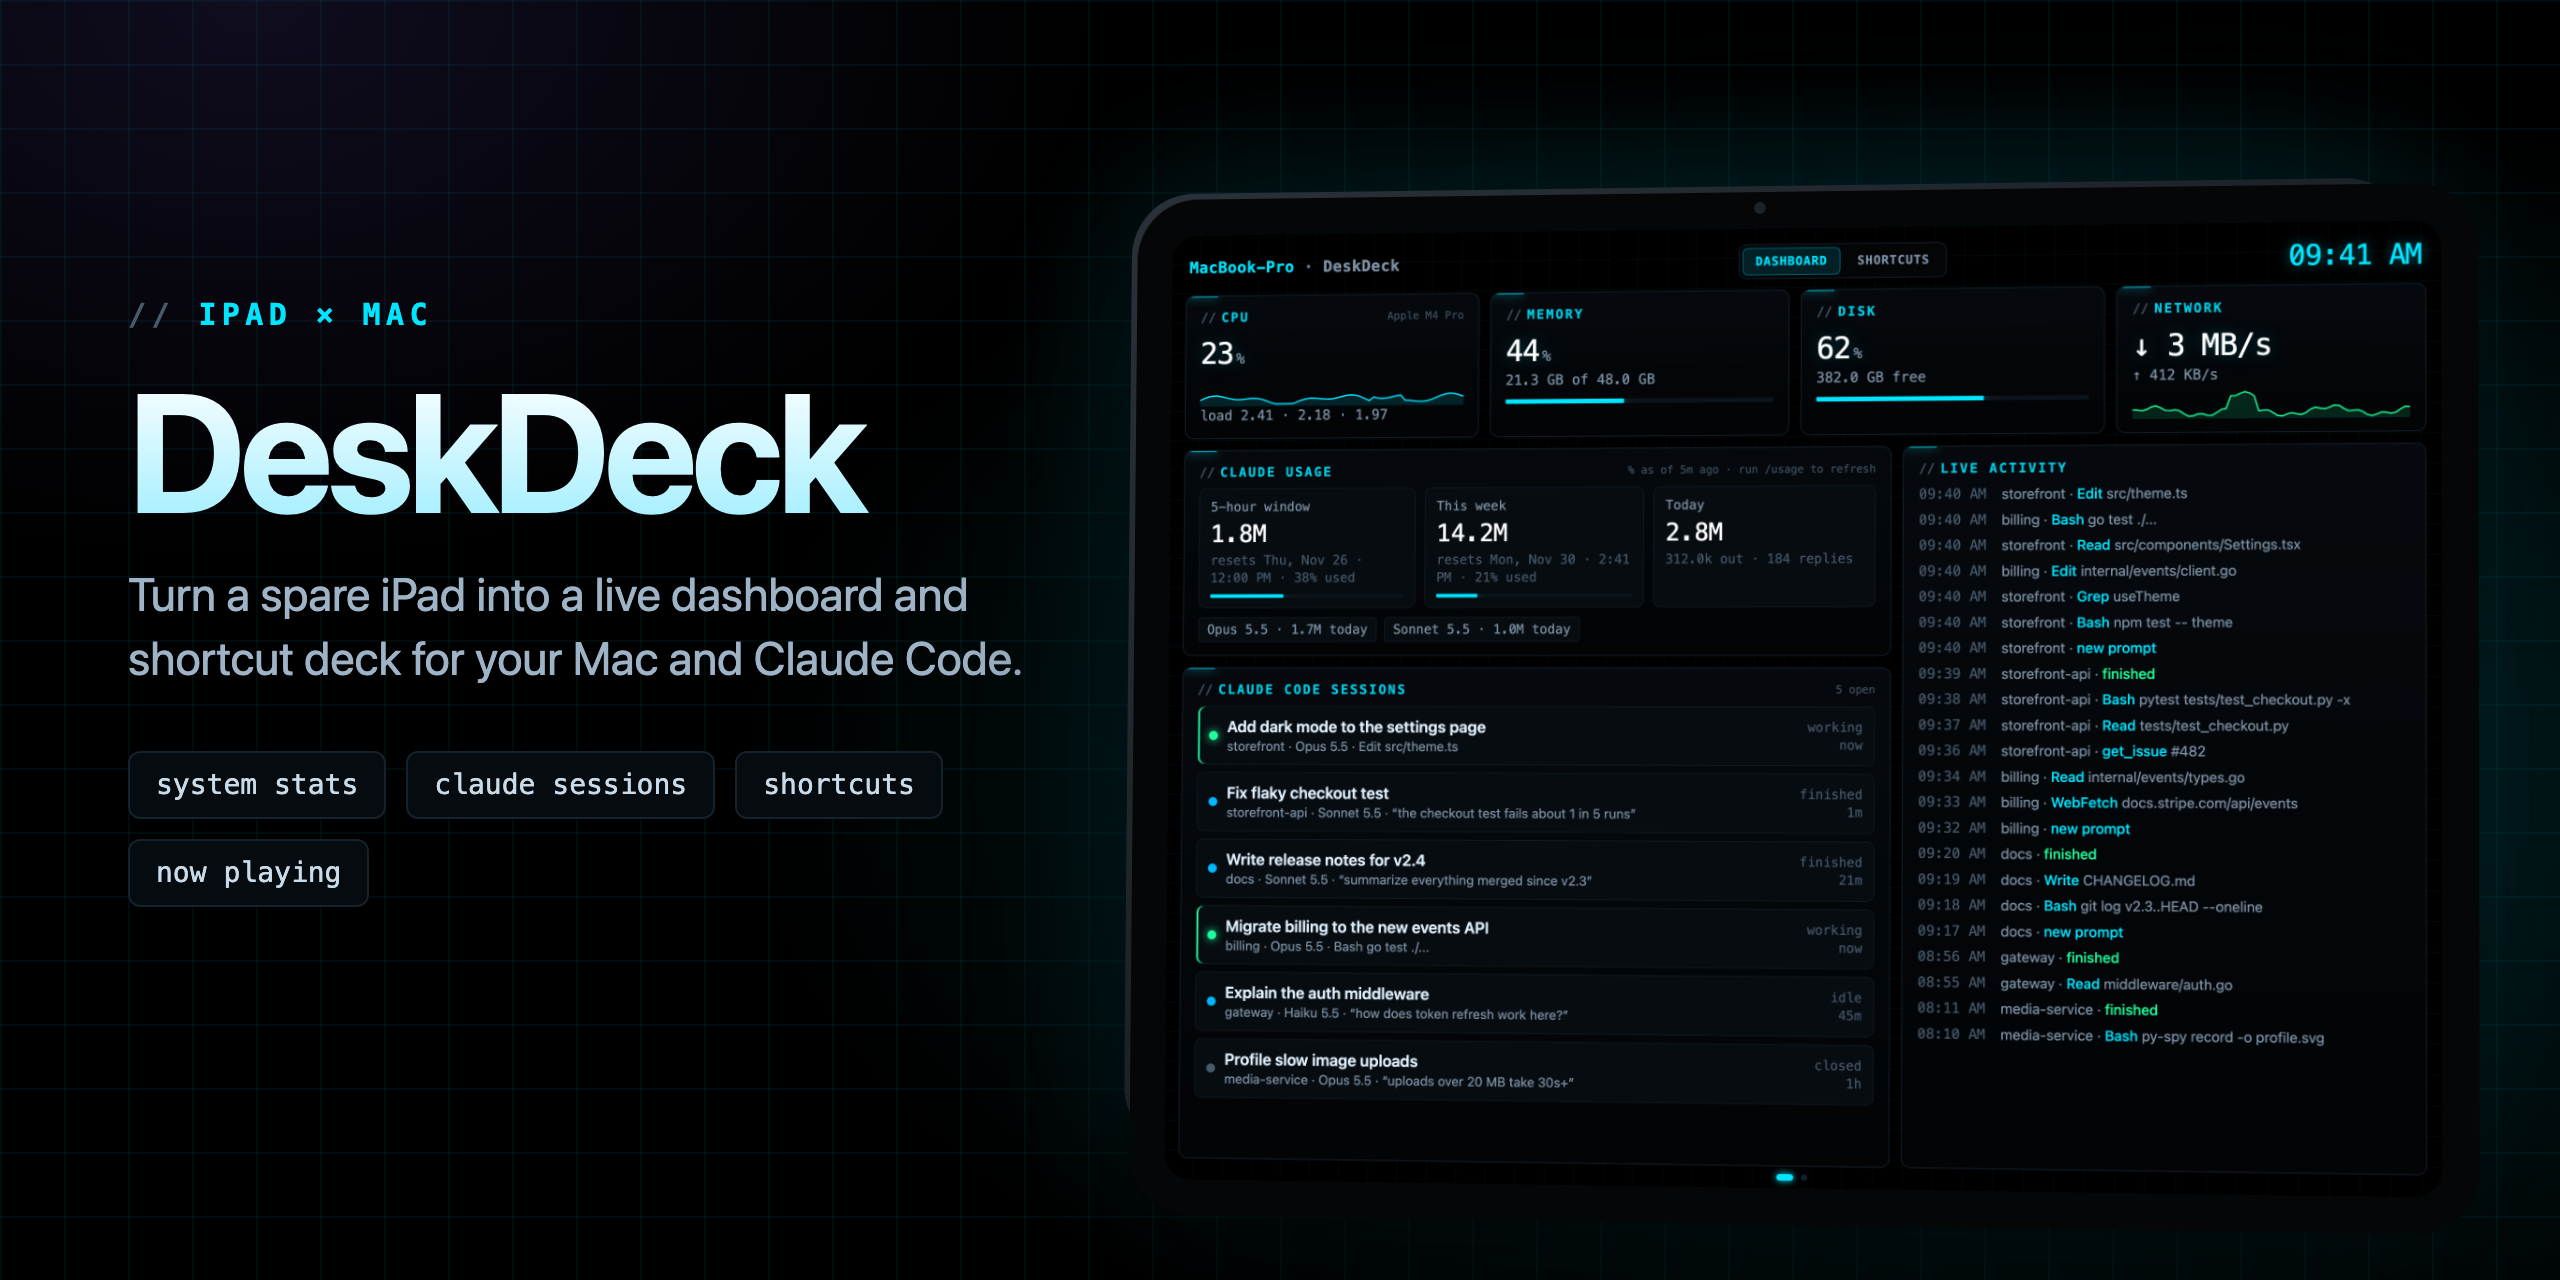 // IPAD × MAC
DeskDeck
Turn a spare iPad into a live dashboard and
shortcut deck for your Mac and Claude Code.
system stats
claude sessions
shortcuts
now playing
MacBook-Pro · DeskDeck
DASHBOARD
SHORTCUTS
09:41 AM
// CPU
Apple M4 Pro
23%
load 2.41 · 2.18 · 1.97
// MEMORY
44%
21.3 GB of 48.0 GB
// DISK
62%
382.0 GB free
// NETWORK
↓ 3 MB/s
↑ 412 KB/s
// CLAUDE USAGE
% as of 5m ago · run /usage to refresh
5-hour window
1.8M
resets Thu, Nov 26 ·
12:00 PM · 38% used
This week
14.2M
resets Mon, Nov 30 · 2:41
PM · 21% used
Today
2.8M
312.0k out · 184 replies
Opus 5.5 · 1.7M today
Sonnet 5.5 · 1.0M today
// CLAUDE CODE SESSIONS
5 open
Add dark mode to the settings page
working
storefront · Opus 5.5 · Edit src/theme.ts
now
Fix flaky checkout test
finished
storefront-api · Sonnet 5.5 · "the checkout test fails about 1 in 5 runs"
1m
Write release notes for v2.4
finished
docs · Sonnet 5.5 · "summarize everything merged since v2.3"
21m
Migrate billing to the new events API
working
billing · Opus 5.5 · Bash go test ./...
now
Explain the auth middleware
idle
gateway · Haiku 5.5 · "how does token refresh work here?"
45m
Profile slow image uploads
closed
media-service · Opus 5.5 · "uploads over 20 MB take 30s+"
1h
// LIVE ACTIVITY
09:40 AM storefront · Edit src/theme.ts
09:40 AM billing · Bash go test ./...
09:40 AM storefront · Read src/components/Settings.tsx
09:40 AM billing · Edit internal/events/client.go
09:40 AM storefront · Grep useTheme
09:40 AM storefront · Bash npm test -- theme
09:40 AM storefront · new prompt
09:39 AM storefront-api · finished
09:38 AM storefront-api · Bash pytest tests/test_checkout.py -x
09:37 AM storefront-api · Read tests/test_checkout.py
09:36 AM storefront-api · get_issue #482
09:34 AM billing · Read internal/events/types.go
09:33 AM billing · WebFetch docs.stripe.com/api/events
09:32 AM billing · new prompt
09:20 AM docs · finished
09:19 AM docs · Write CHANGELOG.md
09:18 AM docs · Bash git log v2.3..HEAD --oneline
09:17 AM docs · new prompt
08:56 AM gateway · finished
08:55 AM gateway · Read middleware/auth.go
08:11 AM media-service · finished
08:10 AM media-service · Bash py-spy record -o profile.svg